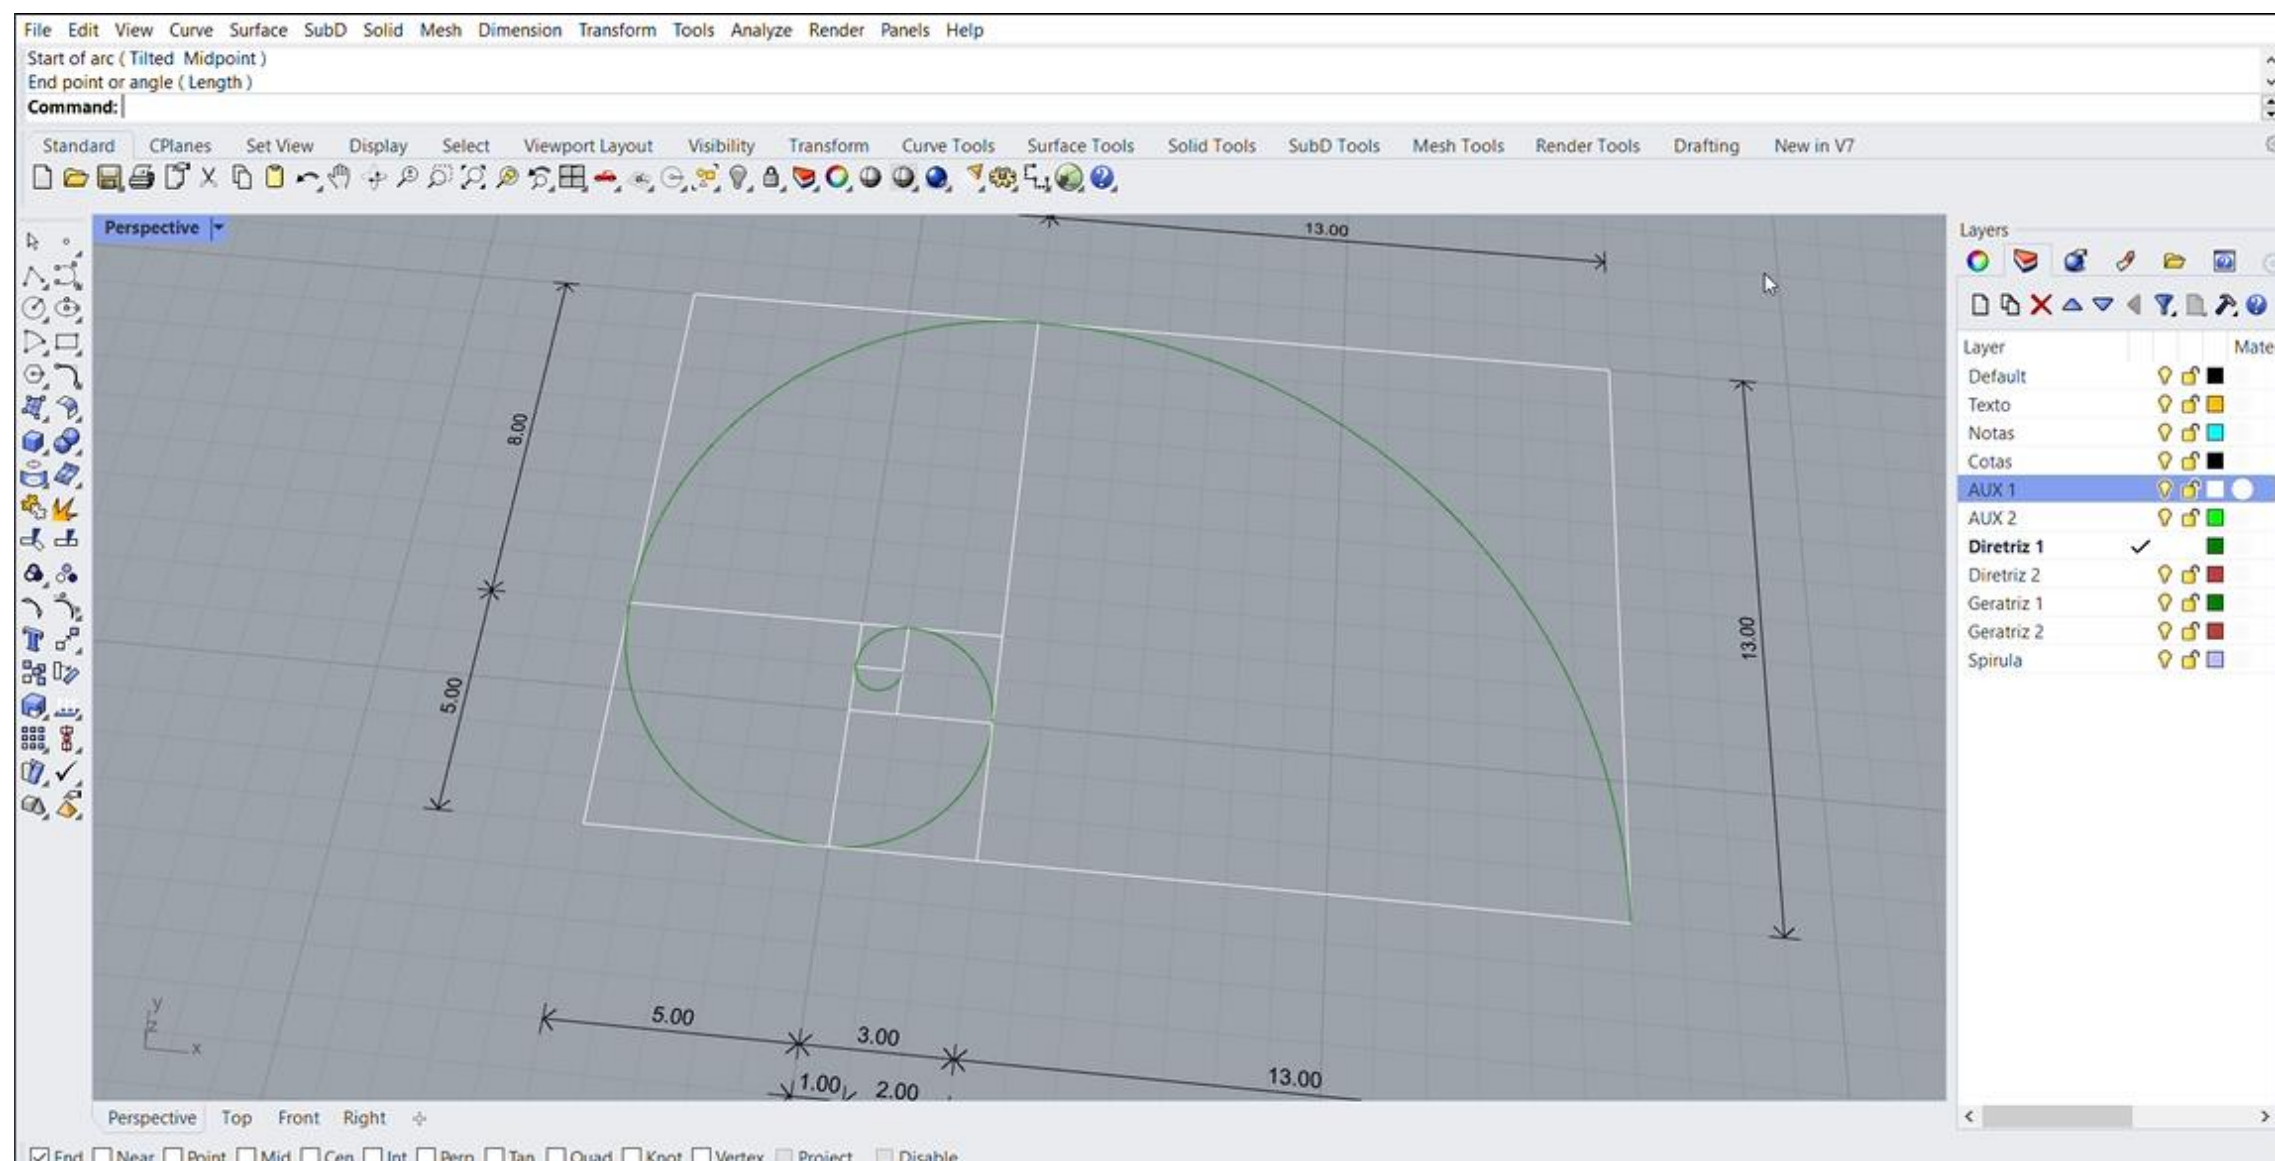 File Edit View Curve Surface SubD Solid Mesh Dimension Transform Tools Analyze Render Panels Help
Start of arc ( Tilted Midpoint )
End point or angle ( Length )
Command:
Standard CPlanes Set View Display Select Viewport Layout Visibility Transform Curve Tools Surface Tools Solid Tools SubD Tools Mesh Tools Render Tools Drafting New in V7
Perspective
13.00
8.00
5.00
13.00
5.00
3.00
13.00
1.00
2.00
y
z
x
Layers
Layer Mate
Default
Texto
Notas
Cotas
AUX 1
AUX 2
Diretriz 1
Diretriz 2
Geratriz 1
Geratriz 2
Spirula
Perspective Top Front Right
End Near Point Mid Cen Int Perp Tan Quad Knot Vertex Project Disable